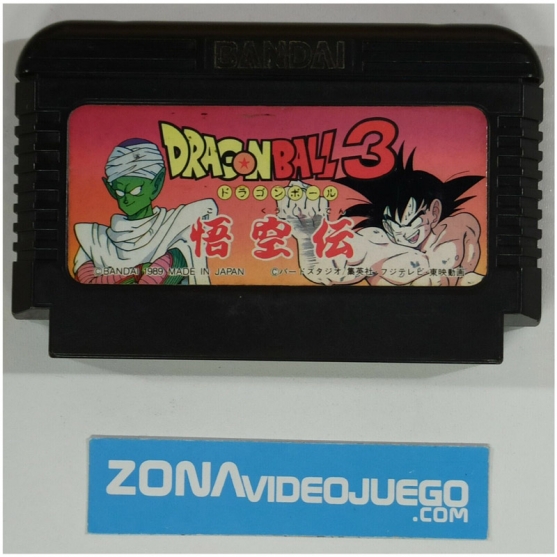 BANDAI
DRAGON BALL 3
ドラゴンボール
悟空伝
©BANDAI 1989 MADE IN JAPAN ©バードスタジオ/集英社・フジテレビ・東映動画
ZONAVIDEOJUEGO
.COM